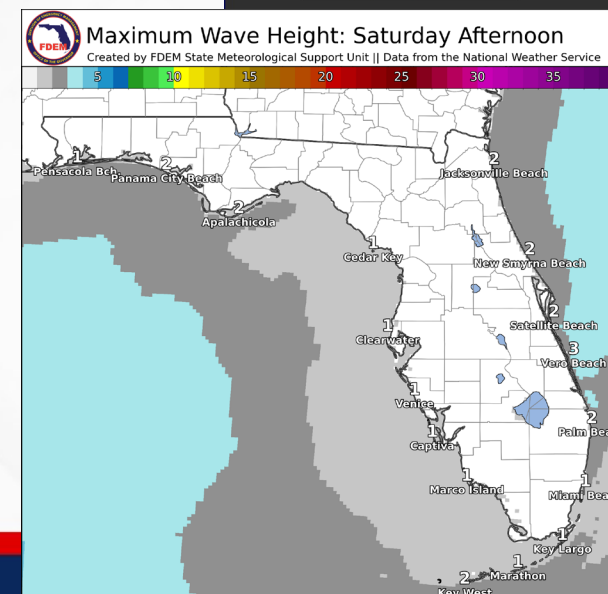 Maximum Wave Height: Saturday Afternoon
FDEM
Created by FDEM State Meteorological Support Unit || Data from the National Weather Service
5 10 15 20 25 30 35
1
Pensacola Bch.
2
Panama City Beach
2
Apalachicola
2
Jacksonville Beach
1
Cedar Key
2
New Smyrna Beach
2
Satellite Beach
1
Clearwater
3
Vero Beach
1
Venice
2
Palm Bea
1
Captiva
1
Marco Island
1
Miami Bea
1
Key Largo
1
Marathon
2
Key West